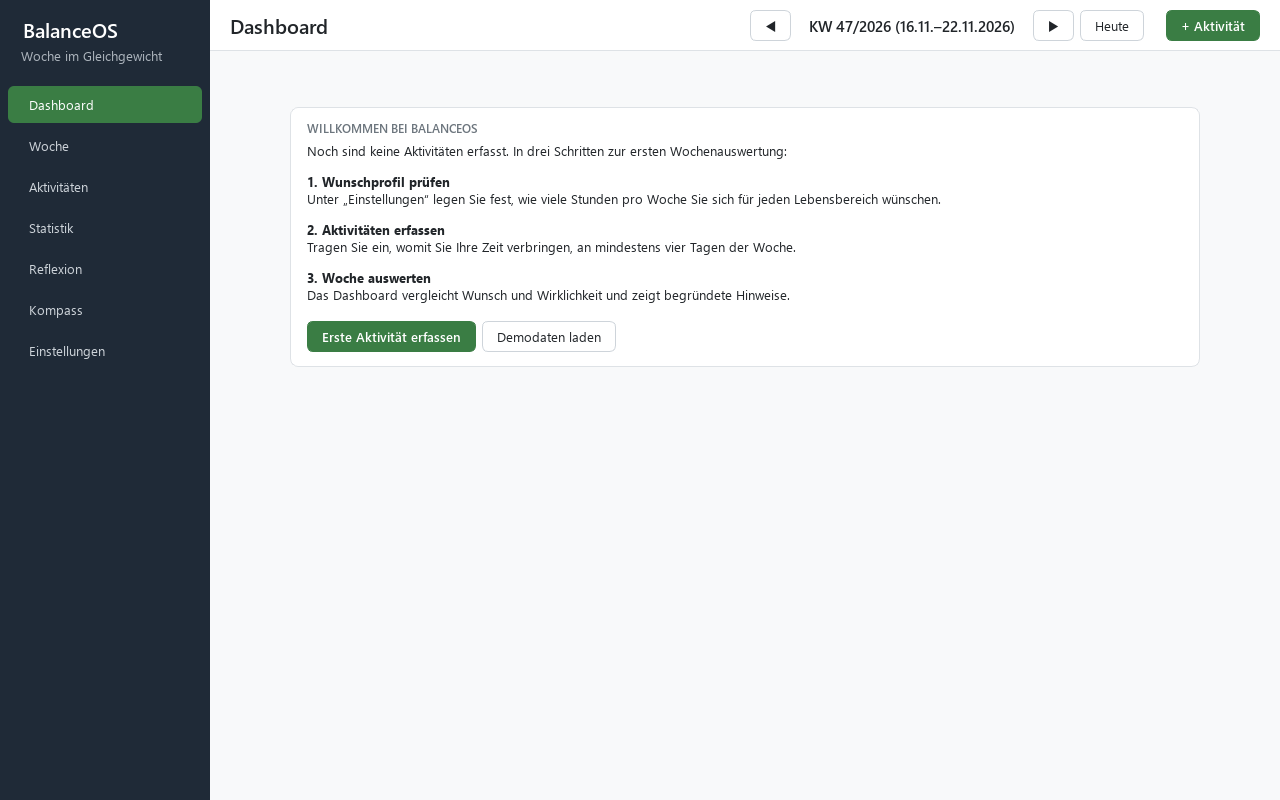 BalanceOS
Woche im Gleichgewicht
Dashboard
Woche
Aktivitäten
Statistik
Reflexion
Kompass
Einstellungen
Dashboard
◀ KW 47/2026 (16.11.–22.11.2026) ▶ Heute + Aktivität
WILLKOMMEN BEI BALANCEOS
Noch sind keine Aktivitäten erfasst. In drei Schritten zur ersten Wochenauswertung:
1. Wunschprofil prüfen
Unter „Einstellungen“ legen Sie fest, wie viele Stunden pro Woche Sie sich für jeden Lebensbereich wünschen.
2. Aktivitäten erfassen
Tragen Sie ein, womit Sie Ihre Zeit verbringen, an mindestens vier Tagen der Woche.
3. Woche auswerten
Das Dashboard vergleicht Wunsch und Wirklichkeit und zeigt begründete Hinweise.
Erste Aktivität erfassen Demodaten laden